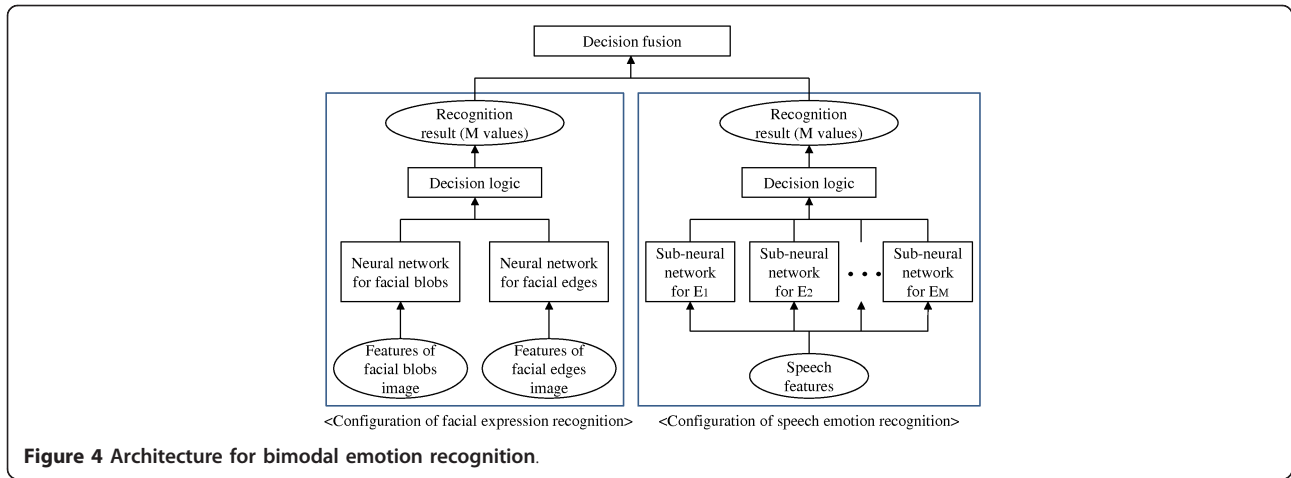 Decision fusion
Recognition
result (M values)
Decision logic
Neural network
for facial blobs
Neural network
for facial edges
Features of
facial blobs
image
Features of
facial edges
image
<Configuration of facial expression recognition>
Recognition
result (M values)
Decision logic
Sub-neural
network
for E1
Sub-neural
network
for E2
• • •
Sub-neural
network
for EM
Speech
features
<Configuration of speech emotion recognition>
Figure 4 Architecture for bimodal emotion recognition.